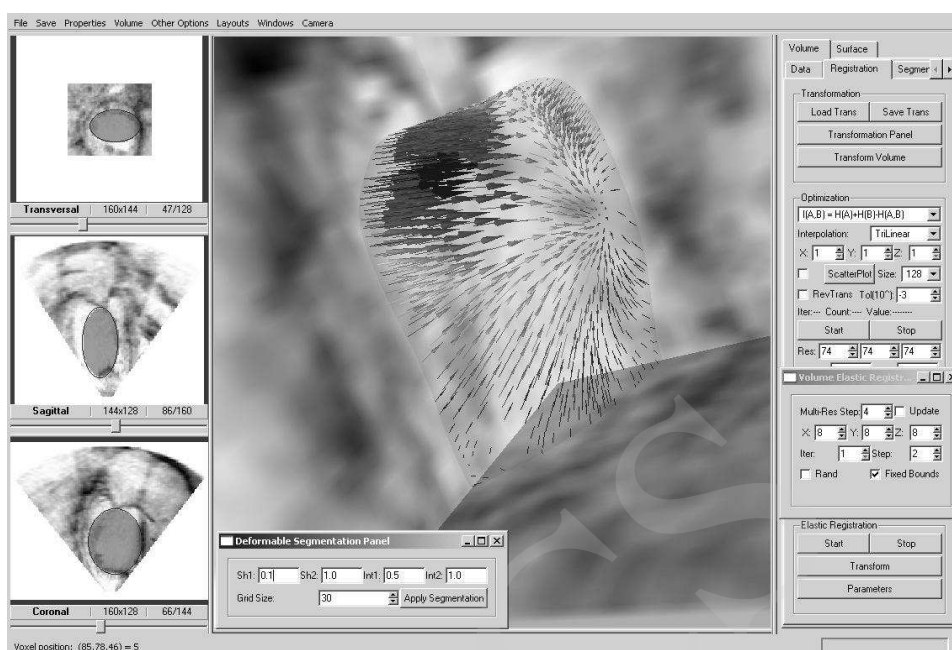 File Save Properties Volume Other Options Layouts Windows Camera
Transversal 160x144 47/128
Sagittal 144x128 86/160
Coronal 160x128 66/144
Voxel position: (85,78,46) = 5
Deformable Segmentation Panel
Sh1: 0.1 Sh2: 1.0 Int1: 0.5 Int2: 1.0
Grid Size: 30 Apply Segmentation
Volume Surface
Data Registration Segmer
Transformation
Load Trans Save Trans
Transformation Panel
Transform Volume
Optimization
I(A,B) = H(A)+H(B)-H(A,B)
Interpolation: TriLinear
X: 1 Y: 1 Z: 1
ScatterPlot Size: 128
RevTrans Tol(10^): -3
Iter:--- Count:---- Value:--------
Start Stop
Res: 74 74 74
Volume Elastic Registr...
Multi-Res Step: 4 Update
X: 8 Y: 8 Z: 8
Iter: 1 Step: 2
Rand Fixed Bounds
Elastic Registration
Start Stop
Transform
Parameters